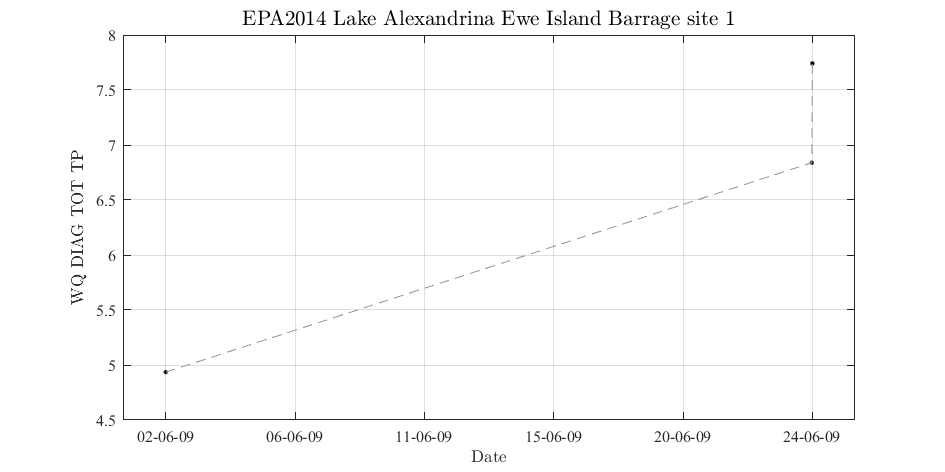 EPA2014 Lake Alexandrina Ewe Island Barrage site 1
8
7.5
7
6.5
6
5.5
5
4.5
WQ DIAG TOT TP
02-06-09 06-06-09 11-06-09 15-06-09 20-06-09 24-06-09
Date